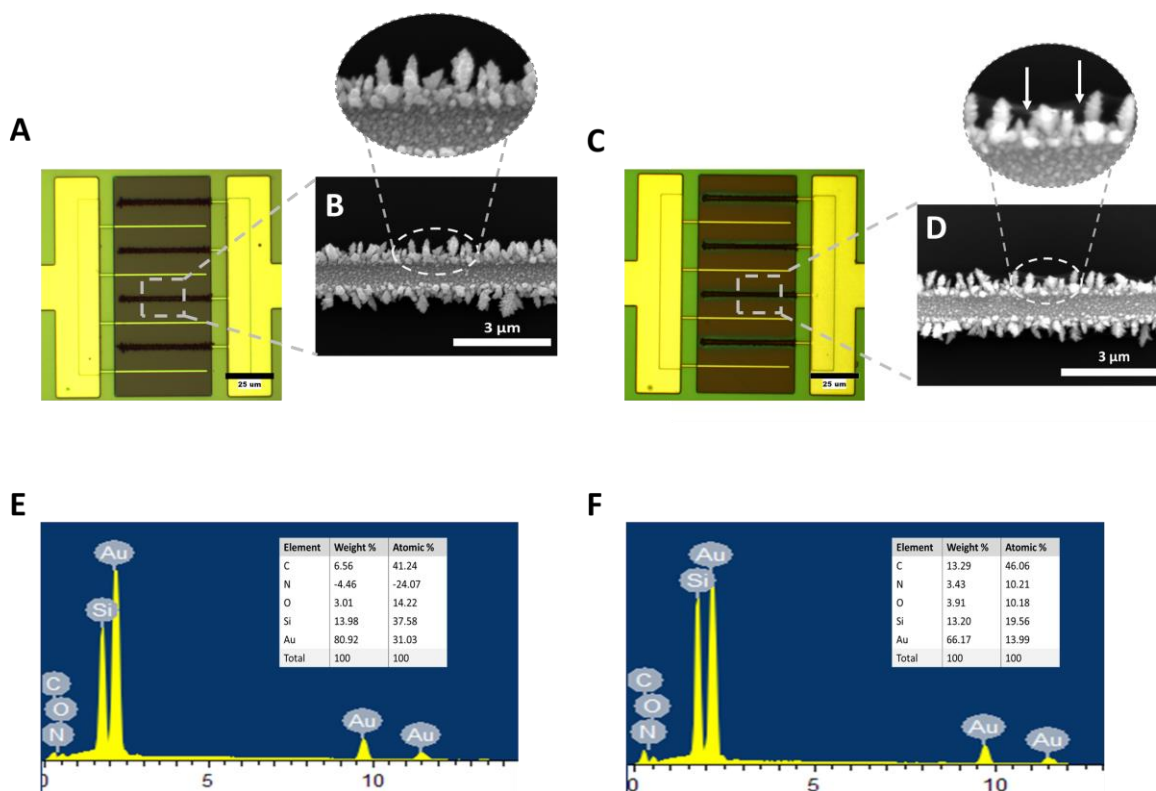 A
B
3 µm
25 um
C
D
3 µm
25 um
E
Au
Si
C
O
N
Au
Au
0 5 10
Element Weight % Atomic %
C 6.56 41.24
N -4.46 -24.07
O 3.01 14.22
Si 13.98 37.58
Au 80.92 31.03
Total 100 100
F
Au
Si
C
O
N
Au
Au
0 5 10
Element Weight % Atomic %
C 13.29 46.06
N 3.43 10.21
O 3.91 10.18
Si 13.20 19.56
Au 66.17 13.99
Total 100 100